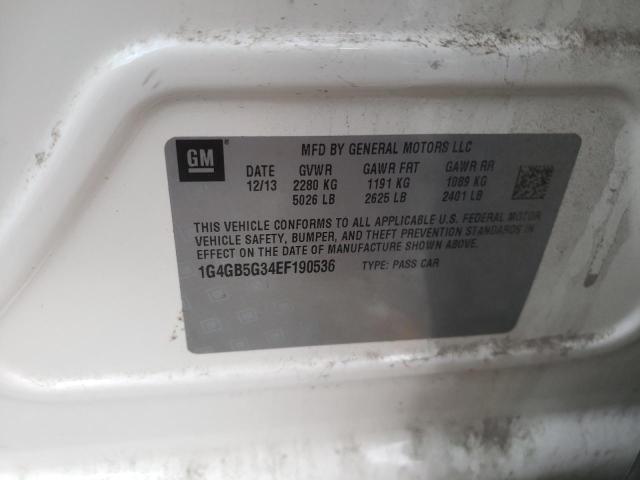 GM
MFD BY GENERAL MOTORS LLC
DATE GVWR GAWR FRT GAWR RR
12/13 2280 KG 1191 KG 1089 KG
5026 LB 2625 LB 2401 LB
THIS VEHICLE CONFORMS TO ALL APPLICABLE U.S. FEDERAL MOTOR
VEHICLE SAFETY, BUMPER, AND THEFT PREVENTION STANDARDS IN
EFFECT ON THE DATE OF MANUFACTURE SHOWN ABOVE.
1G4GB5G34EF190536 TYPE: PASS CAR